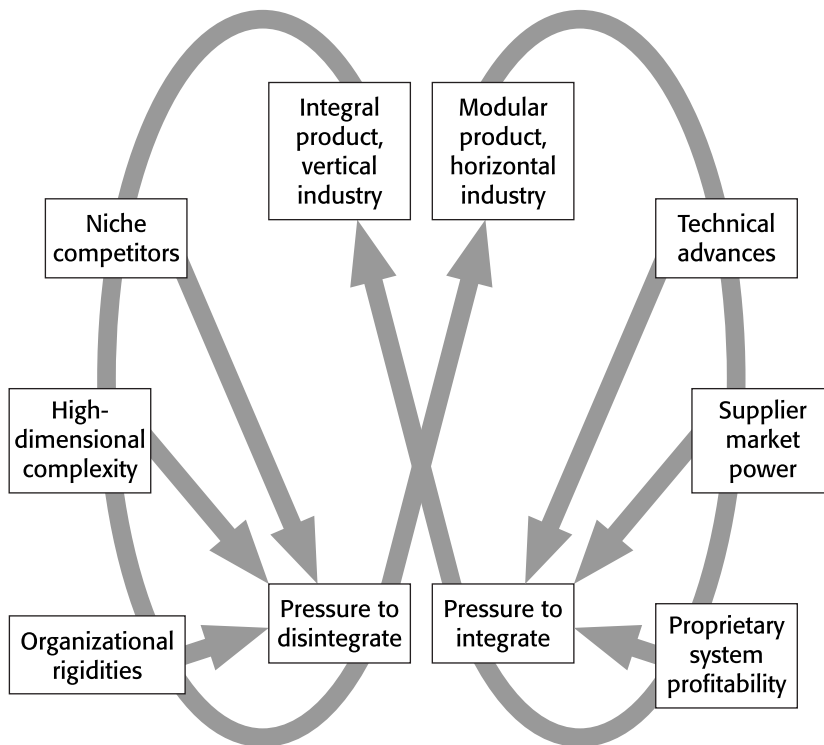 Integral
product,
vertical
industry
Modular
product,
horizontal
industry
Niche
competitors
Technical
advances
High-
dimensional
complexity
Supplier
market
power
Organizational
rigidities
Pressure to
disintegrate
Pressure to
integrate
Proprietary
system
profitability